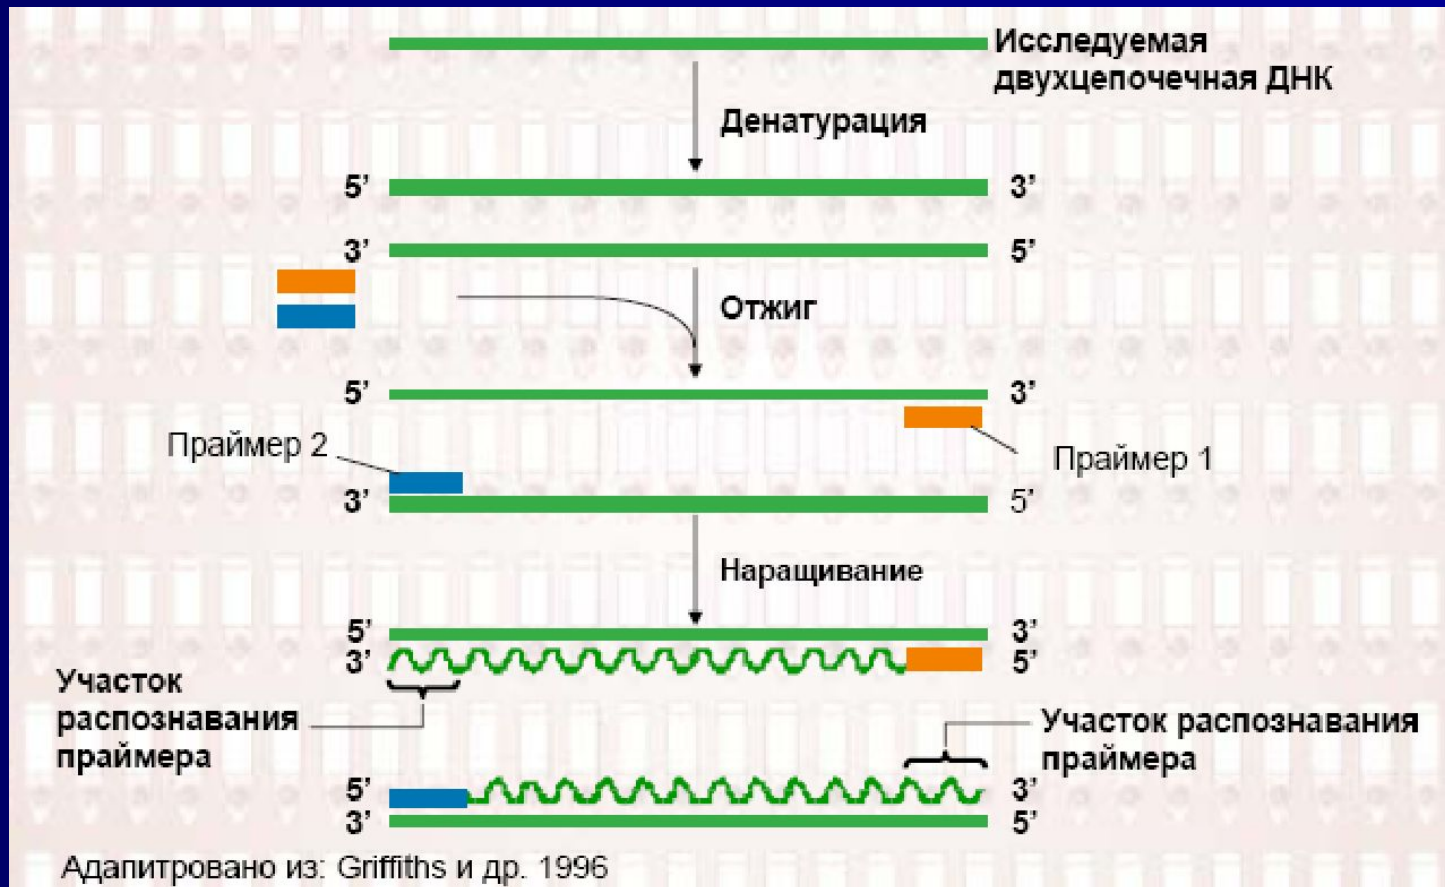 Исследуемая
двухцепочечная ДНК
Денатурация
5’ 3’
3’ 5’
Отжиг
5’ 3’
Праймер 2
Праймер 1
3’ 5’
Наращивание
5’ 3’
3’ 5’
Участок
распознавания
праймера
Участок распознавания
праймера
5’ 3’
3’ 5’
Адапитровано из: Griffiths и др. 1996